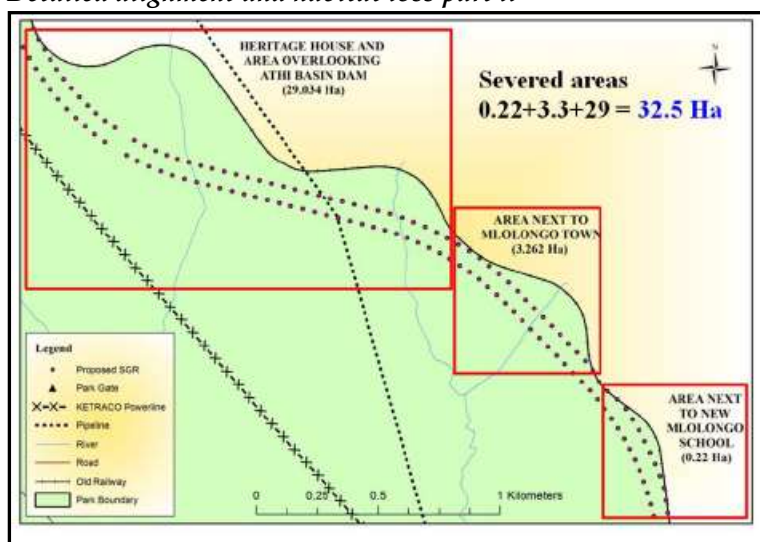 HERITAGE HOUSE AND
AREA OVERLOOKING
ATHI BASIN DAM
(29.034 Ha)
N
Severed areas
0.22+3.3+29 = 32.5 Ha
AREA NEXT TO
MLOLONGO TOWN
(3.262 Ha)
AREA NEXT
TO NEW
MLOLONGO
SCHOOL
(0.22 Ha)
Legend
Proposed SGR
Park Gate
KETRACO Powerline
Pipeline
River
Road
Old Railway
Park Boundary
0 0.25 0.5 1 Kilometers